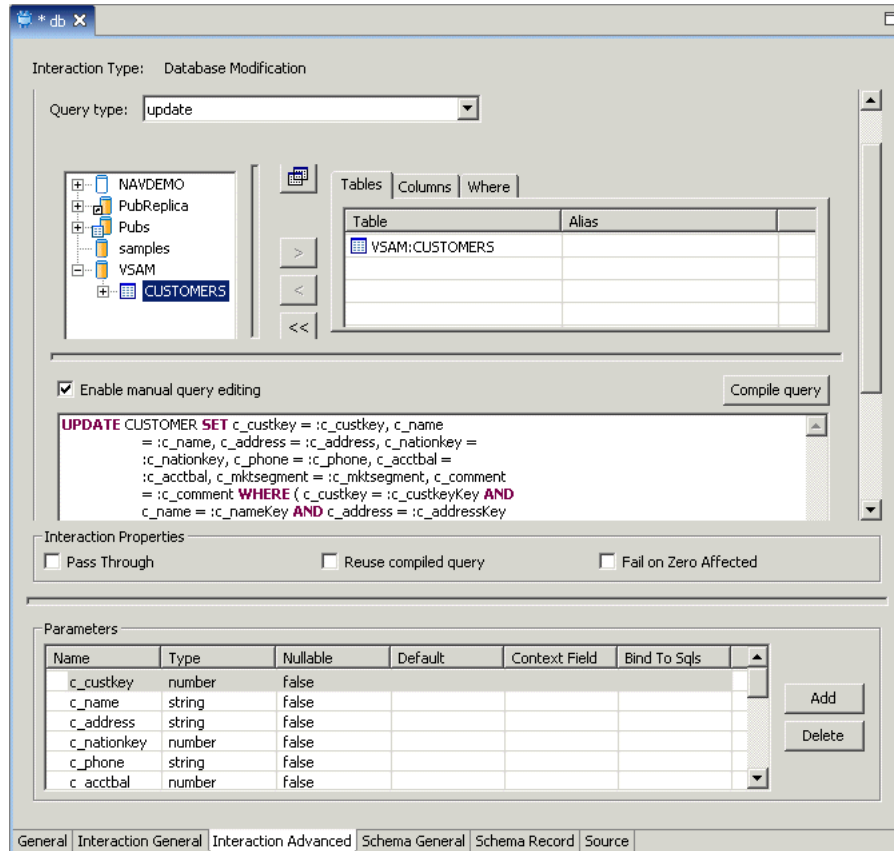 * db
Interaction Type: Database Modification
Query type: update
NAVDEMO
PubReplica
Pubs
samples
VSAM
CUSTOMERS
>
<
<<
Tables Columns Where
Table Alias
VSAM:CUSTOMERS
Enable manual query editing
Compile query
UPDATE CUSTOMER SET c_custkey = :c_custkey, c_name
= :c_name, c_address = :c_address, c_nationkey =
:c_nationkey, c_phone = :c_phone, c_acctbal =
:c_acctbal, c_mktsegment = :c_mktsegment, c_comment
= :c_comment WHERE ( c_custkey = :c_custkeyKey AND
c_name = :c_nameKey AND c_address = :c_addressKey
Interaction Properties
Pass Through Reuse compiled query Fail on Zero Affected
Parameters
Name Type Nullable Default Context Field Bind To Sqls
c_custkey number false
c_name string false
c_address string false
c_nationkey number false
c_phone string false
c_acctbal number false
Add
Delete
General Interaction General Interaction Advanced Schema General Schema Record Source